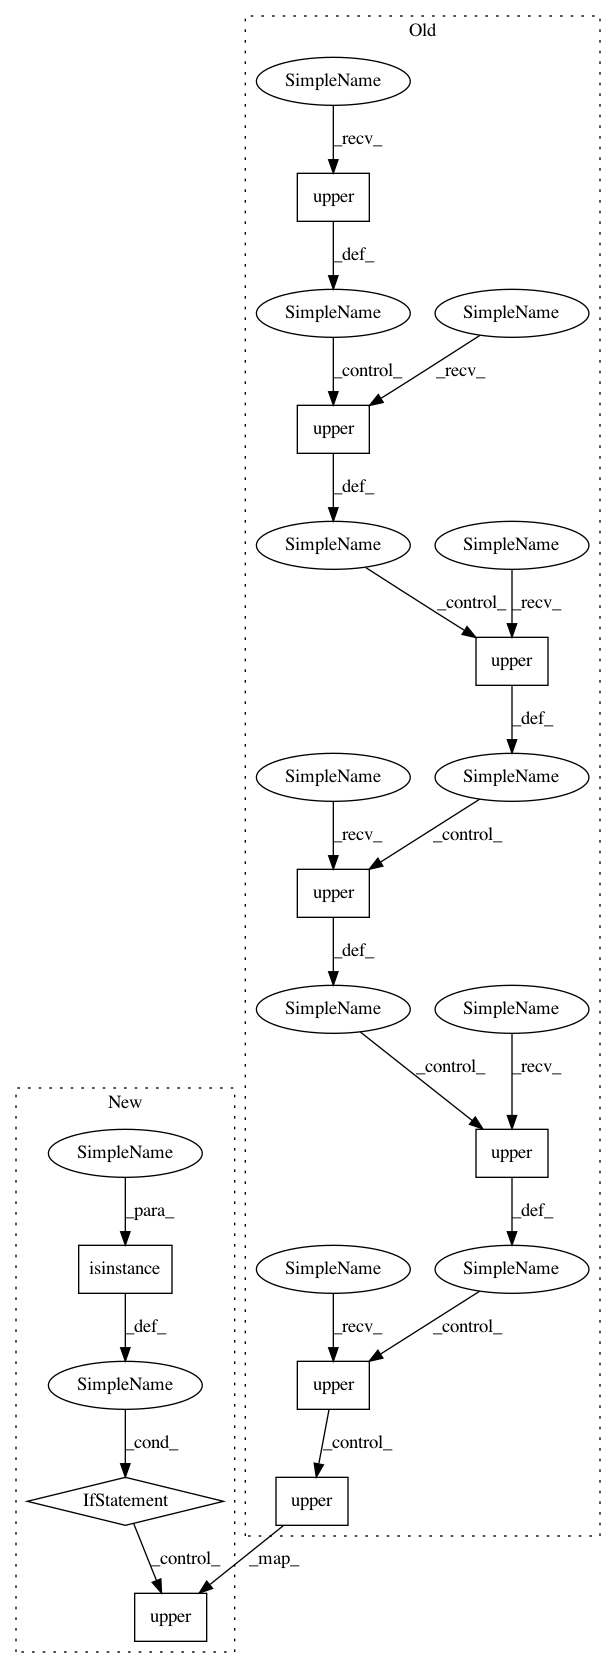 Old
SimpleName
_recv_
upper
_def_
SimpleName SimpleName
_control_ _recv_
upper
_def_
SimpleName SimpleName
_control_ _recv_
upper
_def_
SimpleName SimpleName
_recv_ _control_
upper
_def_
SimpleName SimpleName
_control_ _recv_
New
SimpleName upper
_para_ _def_
isinstance SimpleName SimpleName
_def_ _recv_ _control_
SimpleName upper
_cond_ _control_
IfStatement upper
_control_ _map_
upper